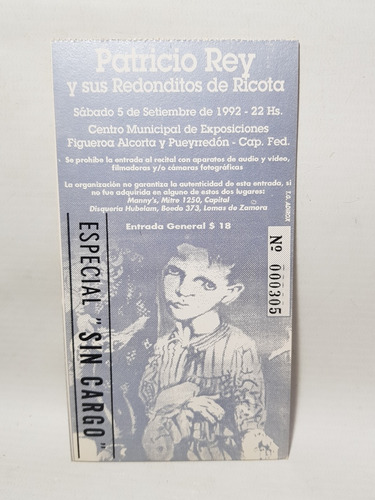 Patricio Rey
y sus Redonditos de Ricota
Sábado 5 de Setiembre de 1992 - 22 Hs.
Centro Municipal de Exposiciones
Figueroa Alcorta y Pueyrredón - Cap. Fed.
Se prohibe la entrada al recital con aparatos de audio y video,
filmadoras y/o cámaras fotográficas
La organización no garantiza la autenticidad de esta entrada, si
no fue adquirida en alguno de estos dos lugares:
Manny's, Mitre 1250, Capital
Disquería Hubolam, Boedo 373, Lomas de Zamora
Entrada General $ 18
Nº 000305
ESPECIAL "SIN CARGO"